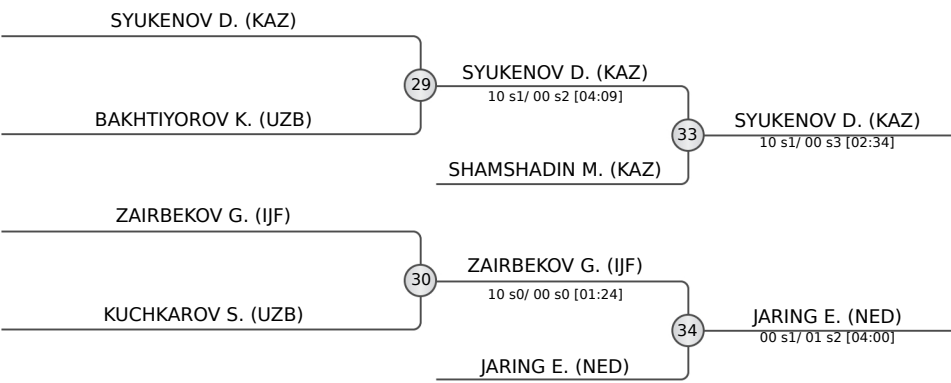 SYUKENOV D. (KAZ)
29
BAKHTIYOROV K. (UZB)
SYUKENOV D. (KAZ)
10 s1/ 00 s2 [04:09]
33
SHAMSHADIN M. (KAZ)
SYUKENOV D. (KAZ)
10 s1/ 00 s3 [02:34]
ZAIRBEKOV G. (IJF)
30
KUCHKAROV S. (UZB)
ZAIRBEKOV G. (IJF)
10 s0/ 00 s0 [01:24]
34
JARING E. (NED)
JARING E. (NED)
00 s1/ 01 s2 [04:00]